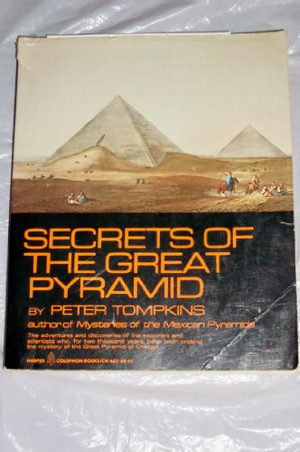 SECRETS OF
THE GREAT
PYRAMID
BY PETER TOMPKINS
author of Mysteries of the Mexican Pyramids
The adventures and discoveries of the explorers and
scientists who, for two thousand years, have been probing
the mystery of the Great Pyramid of Cheops
HARPER COLOPHON BOOKS/CN